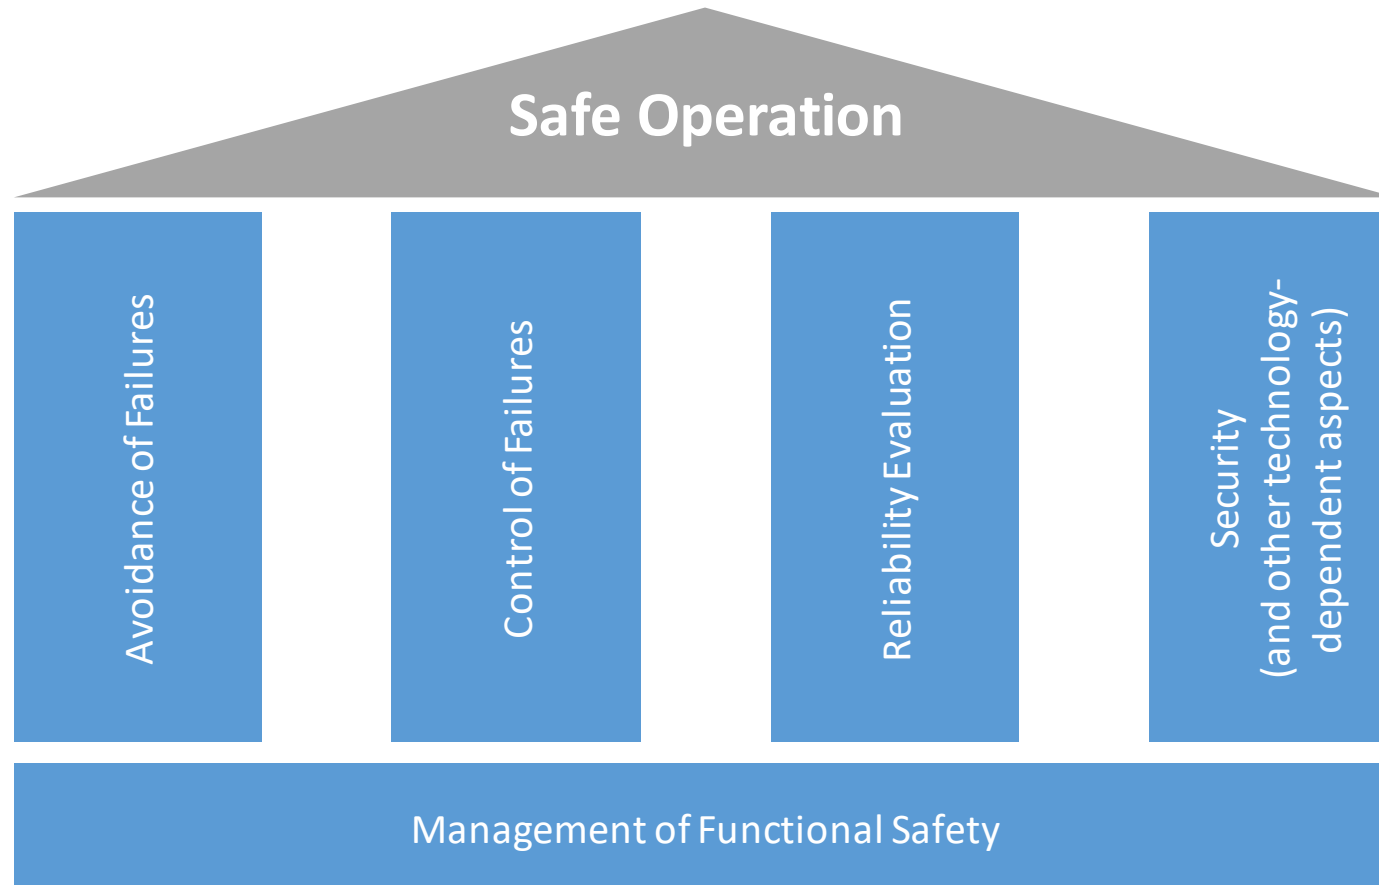 Safe Operation
Avoidance of Failures
Control of Failures
Reliability Evaluation
Security
(and other technology-
dependent aspects)
Management of Functional Safety